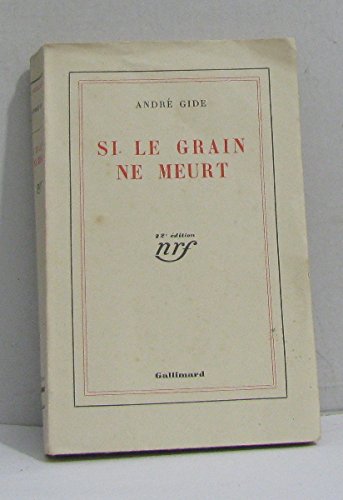 ANDRÉ GIDE
SI LE GRAIN
NE MEURT
22e édition
nrf
Gallimard